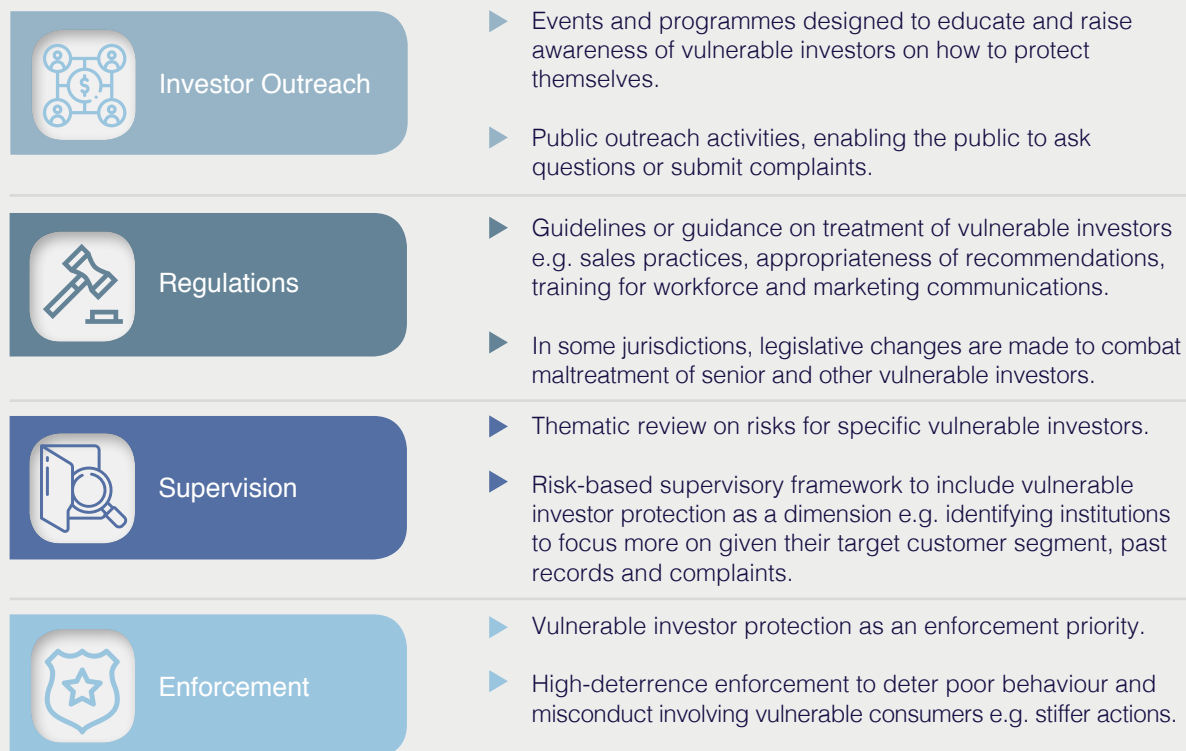 Investor Outreach
Events and programmes designed to educate and raise
awareness of vulnerable investors on how to protect
themselves.
Public outreach activities, enabling the public to ask
questions or submit complaints.
Regulations
Guidelines or guidance on treatment of vulnerable investors
e.g. sales practices, appropriateness of recommendations,
training for workforce and marketing communications.
In some jurisdictions, legislative changes are made to combat
maltreatment of senior and other vulnerable investors.
Supervision
Thematic review on risks for specific vulnerable investors.
Risk-based supervisory framework to include vulnerable
investor protection as a dimension e.g. identifying institutions
to focus more on given their target customer segment, past
records and complaints.
Enforcement
Vulnerable investor protection as an enforcement priority.
High-deterrence enforcement to deter poor behaviour and
misconduct involving vulnerable consumers e.g. stiffer actions.